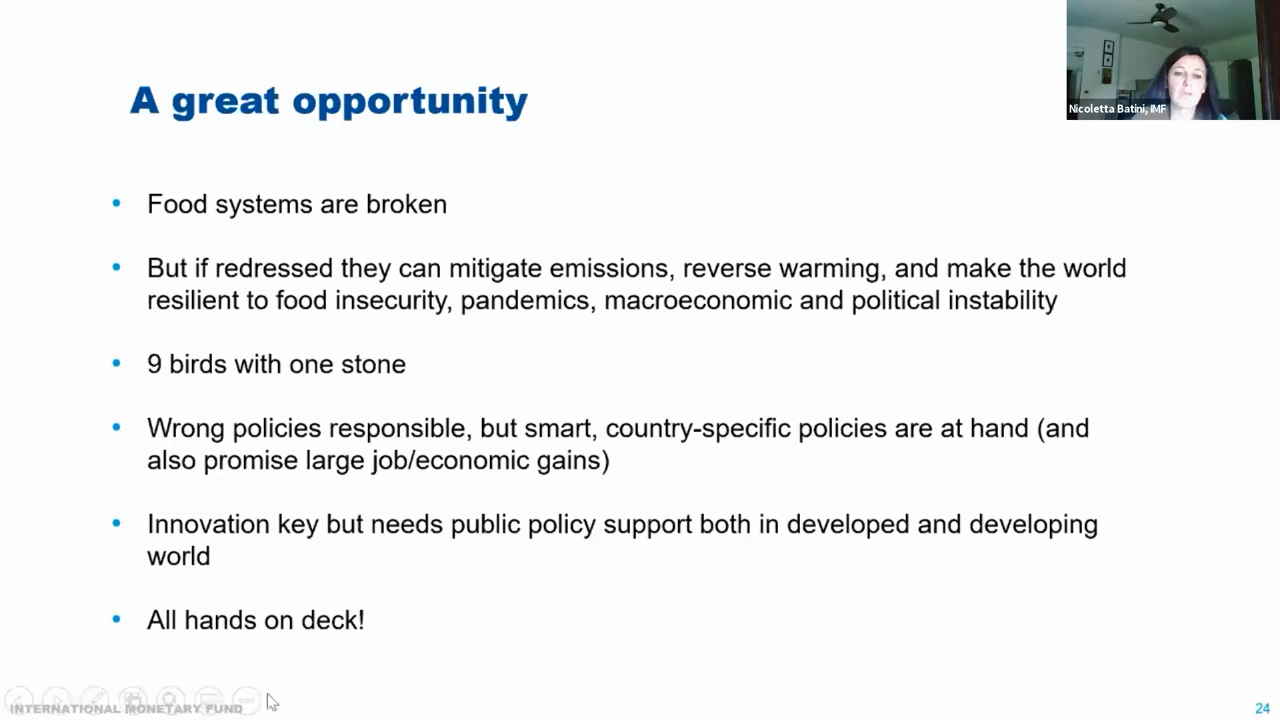 A great opportunity
Nicoletta Batini, IMF
• Food systems are broken
• But if redressed they can mitigate emissions, reverse warming, and make the world
resilient to food insecurity, pandemics, macroeconomic and political instability
• 9 birds with one stone
• Wrong policies responsible, but smart, country-specific policies are at hand (and
also promise large job/economic gains)
• Innovation key but needs public policy support both in developed and developing
world
• All hands on deck!
INTERNATIONAL MONETARY FUND
24